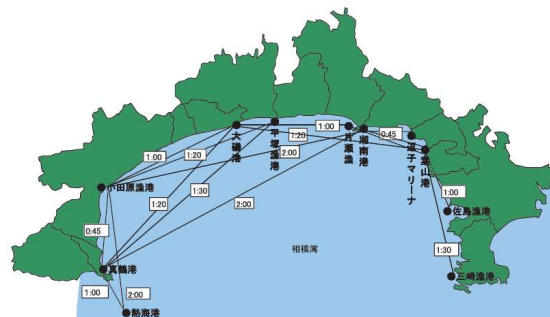 大磯港
平塚漁港
片瀬漁
湘南港
逗子マリーナ
葉山港
1:00
0:45
1:20
1:00
1:20
2:00
小田原漁港
1:30
1:20
2:00
1:00
佐島漁港
0:45
相模湾
1:30
真鶴港
三崎漁港
1:00
2:00
熱海港